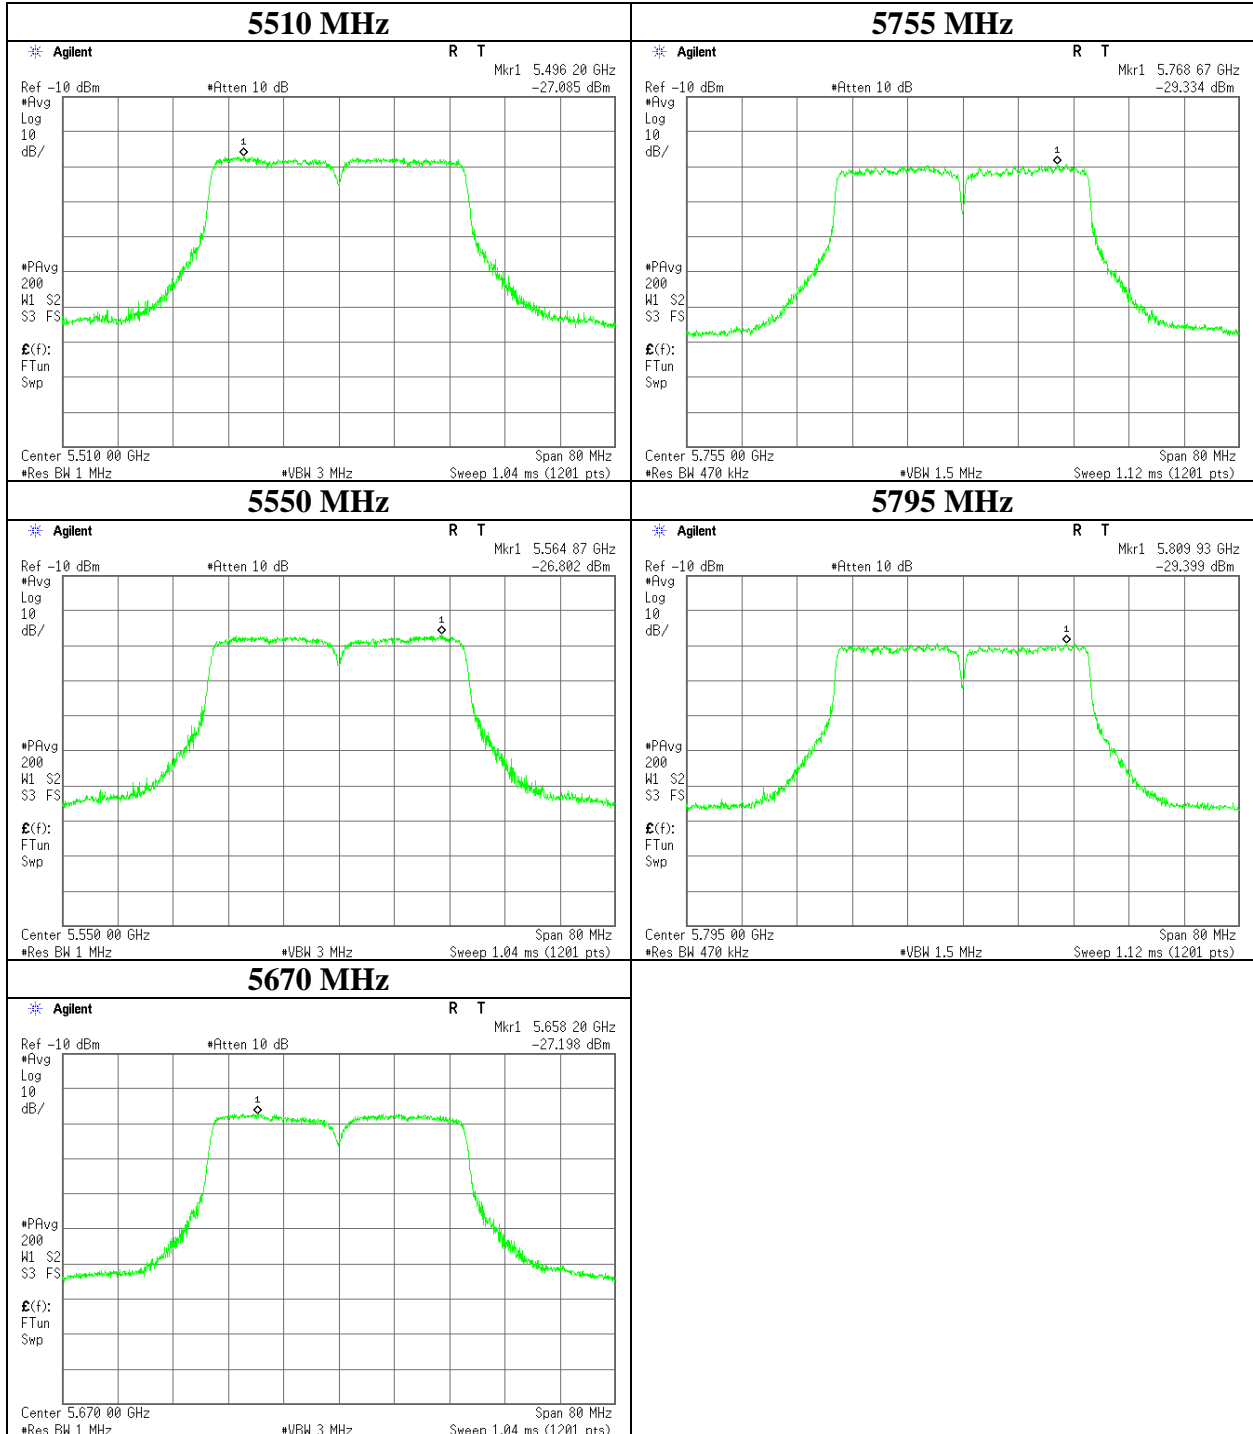 5510 MHz
Agilent
R T
Mkr1 5.496 20 GHz
Ref -10 dBm #Atten 10 dB -27.085 dBm
#Avg
Log
10
dB/
1
#PAvg
200
W1 S2
S3 FS
£(f):
FTun
Swp
Center 5.510 00 GHz Span 80 MHz
#Res BW 1 MHz #VBW 3 MHz Sweep 1.04 ms (1201 pts)
5755 MHz
Agilent
R T
Mkr1 5.768 67 GHz
Ref -10 dBm #Atten 10 dB -29.334 dBm
#Avg
Log
10
dB/
1
#PAvg
200
W1 S2
S3 FS
£(f):
FTun
Swp
Center 5.755 00 GHz Span 80 MHz
#Res BW 470 kHz #VBW 1.5 MHz Sweep 1.12 ms (1201 pts)
5550 MHz
Agilent
R T
Mkr1 5.564 87 GHz
Ref -10 dBm #Atten 10 dB -26.802 dBm
#Avg
Log
10
dB/
1
#PAvg
200
W1 S2
S3 FS
£(f):
FTun
Swp
Center 5.550 00 GHz Span 80 MHz
#Res BW 1 MHz #VBW 3 MHz Sweep 1.04 ms (1201 pts)
5795 MHz
Agilent
R T
Mkr1 5.809 93 GHz
Ref -10 dBm #Atten 10 dB -29.399 dBm
#Avg
Log
10
dB/
1
#PAvg
200
W1 S2
S3 FS
£(f):
FTun
Swp
Center 5.795 00 GHz Span 80 MHz
#Res BW 470 kHz #VBW 1.5 MHz Sweep 1.12 ms (1201 pts)
5670 MHz
Agilent
R T
Mkr1 5.658 20 GHz
Ref -10 dBm #Atten 10 dB -27.198 dBm
#Avg
Log
10
dB/
1
#PAvg
200
W1 S2
S3 FS
£(f):
FTun
Swp
Center 5.670 00 GHz Span 80 MHz
#Res BW 1 MHz #VBW 3 MHz Sweep 1.04 ms (1201 pts)